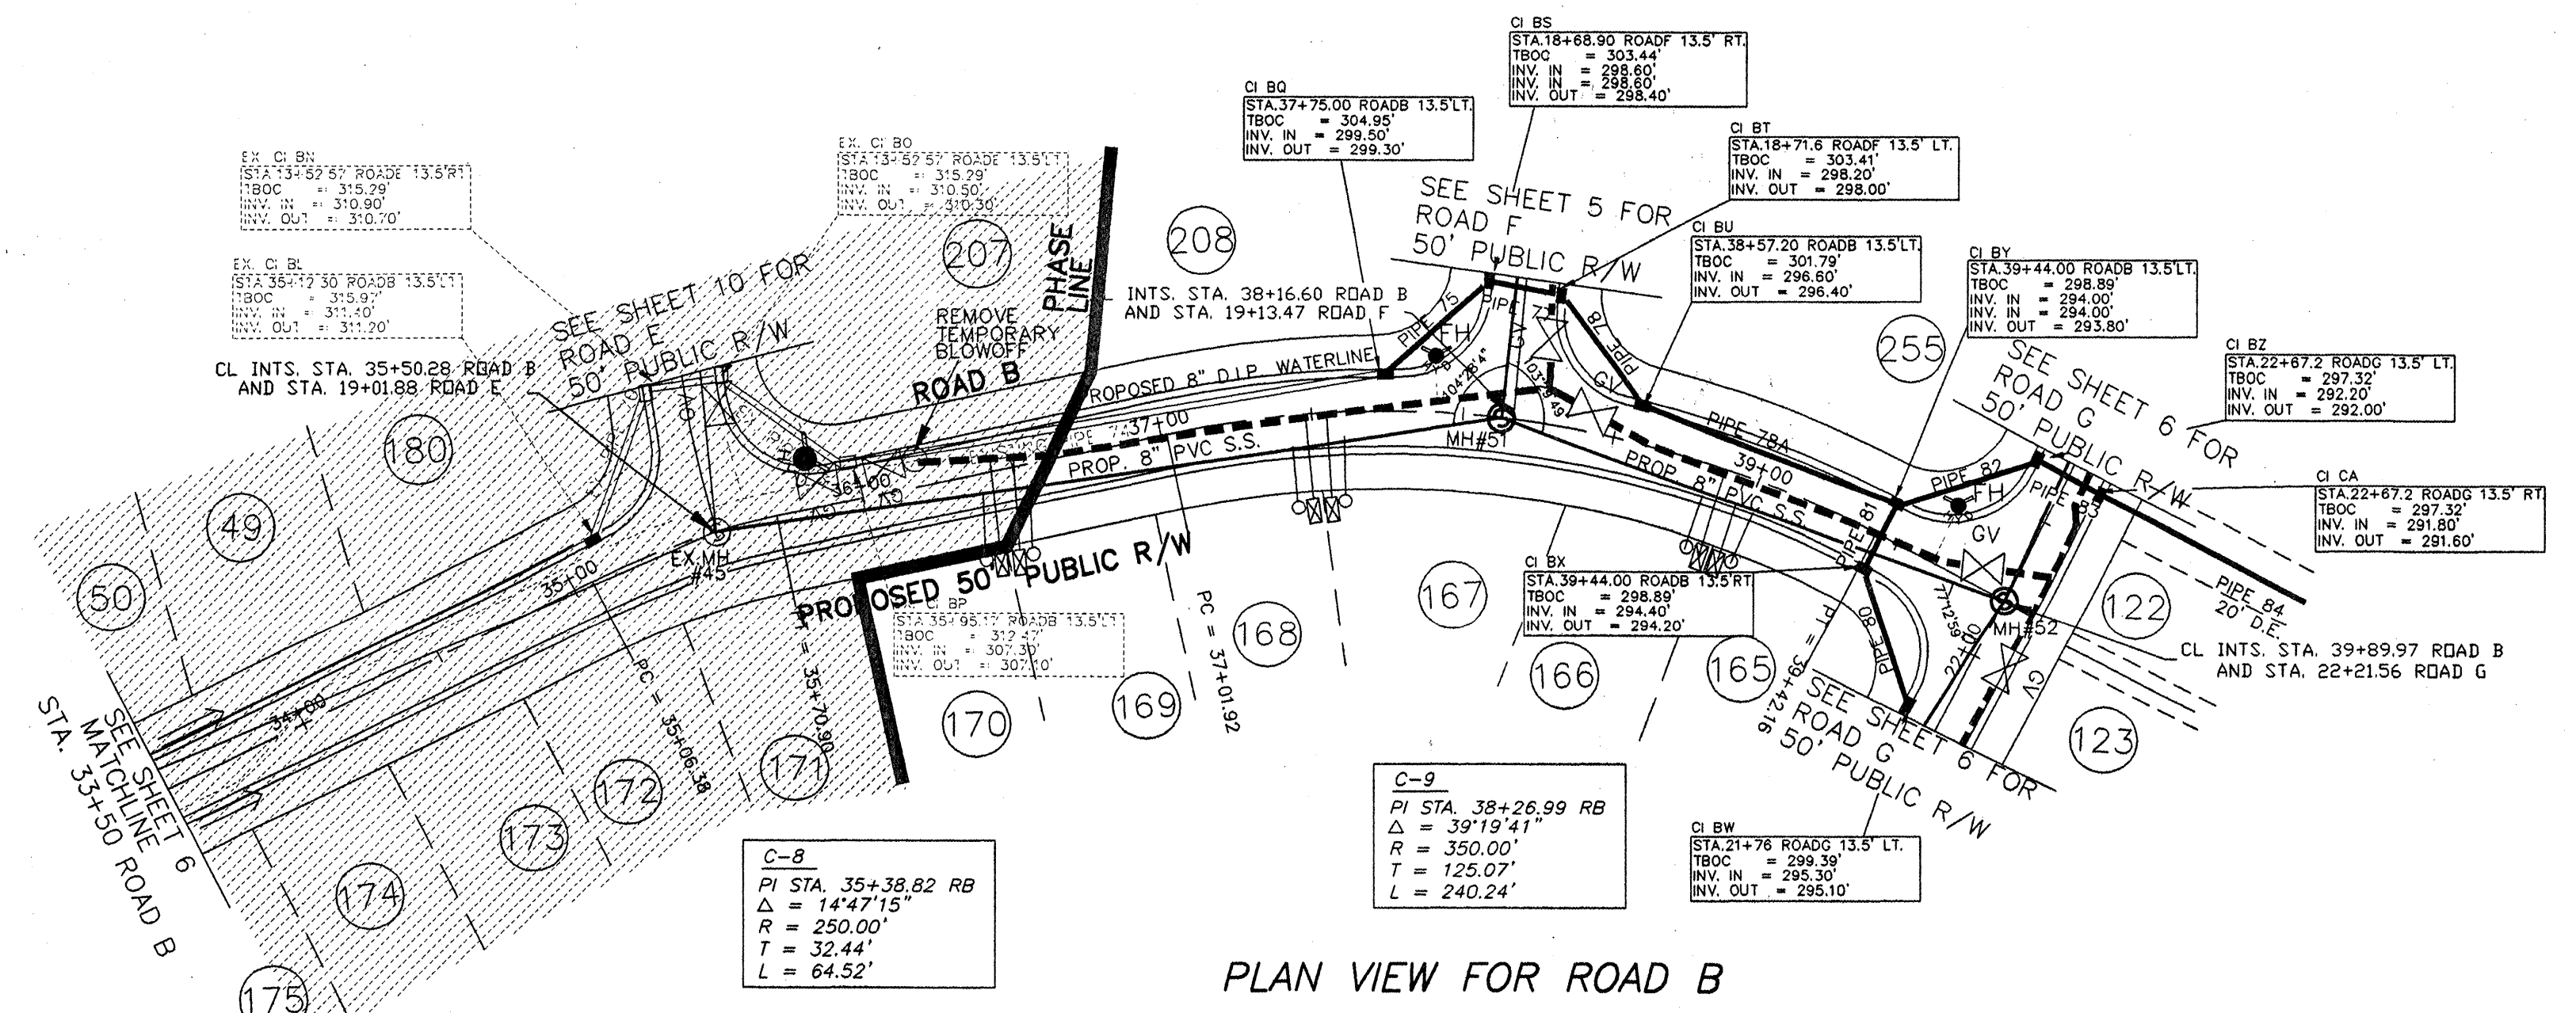 CI BS
STA.18+68.90 ROADF 13.5' RT.
TBOC = 303.44'
INV. IN = 298.60'
INV. IN = 298.60'
INV. OUT = 298.40'
CI BQ
STA.37+75.00 ROADB 13.5'LT.
TBOC = 304.95'
INV. IN = 299.50'
INV. OUT = 299.30'
CI BT
STA.18+71.6 ROADF 13.5' LT.
TBOC = 303.41'
INV. IN = 298.20'
INV. OUT = 298.00'
EX. CI BN
STA.13+52.57 ROADE 13.5'RT
TBOC = 315.29'
INV. IN = 310.90'
INV. OUT = 310.70'
EX. CI BO
STA.13+52.57 ROADE 13.5'LT
TBOC = 315.29'
INV. IN = 310.50'
INV. OUT = 310.30'
EX. CI BL
STA.35+12.30 ROADB 13.5'LT
TBOC = 315.97'
INV. IN = 311.40'
INV. OUT = 311.20'
CI BU
STA.38+57.20 ROADB 13.5'LT.
TBOC = 301.79'
INV. IN = 296.60'
INV. OUT = 296.40'
CI BY
STA.39+44.00 ROADB 13.5'LT.
TBOC = 298.89'
INV. IN = 294.00'
INV. IN = 294.00'
INV. OUT = 293.80'
CI BZ
STA.22+67.2 ROADG 13.5' LT.
TBOC = 297.32'
INV. IN = 292.20'
INV. OUT = 292.00'
CI CA
STA.22+67.2 ROADG 13.5' RT.
TBOC = 297.32'
INV. IN = 291.80'
INV. OUT = 291.60'
SEE SHEET 10 FOR
ROAD E
50' PUBLIC R/W
SEE SHEET 5 FOR
ROAD F
50' PUBLIC R/W
SEE SHEET 6 FOR
ROAD G
50' PUBLIC R/W
207
208
255
PHASE
LINE
REMOVE
TEMPORARY
BLOWOFF
ROAD B
CL INTS. STA. 35+50.28 ROAD B
AND STA. 19+01.88 ROAD E
INTS. STA. 38+16.60 ROAD B
AND STA. 19+13.47 ROAD F
PROPOSED 8" D.I.P. WATERLINE
PIPE 75
FH
GV
PIPE 78
GV
104°28'4"
MH#51
PIPE 78A
PIPE 82
FH
PIPE 83
GV
PIPE 81
180
49
50
35+00
EX.MH
#45
36+00
GV
37+00
PROP. 8" PVC S.S.
39+00
PROP. 8" PVC S.S.
PROPOSED 50' PUBLIC R/W
CI BP
STA.35+95.17 ROADB 13.5'LT
TBOC = 312.47'
INV. IN = 307.30'
INV. OUT = 307.10'
CI BX
STA.39+44.00 ROADB 13.5'RT
TBOC = 298.89'
INV. IN = 294.40'
INV. OUT = 294.20'
PIPE 80
77°12'59"
22+00
MH#52
GV
PIPE 84
20' D.E.
122
123
CL INTS. STA. 39+89.97 ROAD B
AND STA. 22+21.56 ROAD G
34+00
PC = 35+06.38
PT = 35+70.90
PC = 37+01.92
PT = 39+42.16
168
167
166
165
170
169
171
172
173
174
175
SEE SHEET 6
MATCHLINE
STA. 33+50 ROAD B
SEE SHEET 6 FOR
ROAD G
50' PUBLIC R/W
C-8
PI STA. 35+38.82 RB
Δ = 14°47'15"
R = 250.00'
T = 32.44'
L = 64.52'
C-9
PI STA. 38+26.99 RB
Δ = 39°19'41"
R = 350.00'
T = 125.07'
L = 240.24'
CI BW
STA.21+76 ROADG 13.5' LT.
TBOC = 299.39'
INV. IN = 295.30'
INV. OUT = 295.10'
PLAN VIEW FOR ROAD B